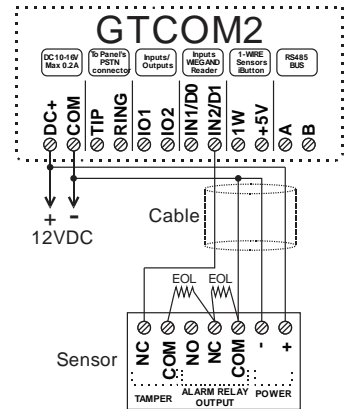 GTCOM2
DC10-16V
Max 0.2A
To Panel's
PSTN
connector
Inputs/
Outputs
Inputs
WIEGAND
Reader
1-WIRE
Sensors
iButton
RS485
BUS
DC+
COM
TIP
RING
IO1
IO2
IN1/D0
IN2/D1
1W
+5V
A
B
+ -
12VDC
Cable
EOL EOL
Sensor
NC
COM
NO
NC
COM
-
+
TAMPER
ALARM RELAY
OUTPUT
POWER